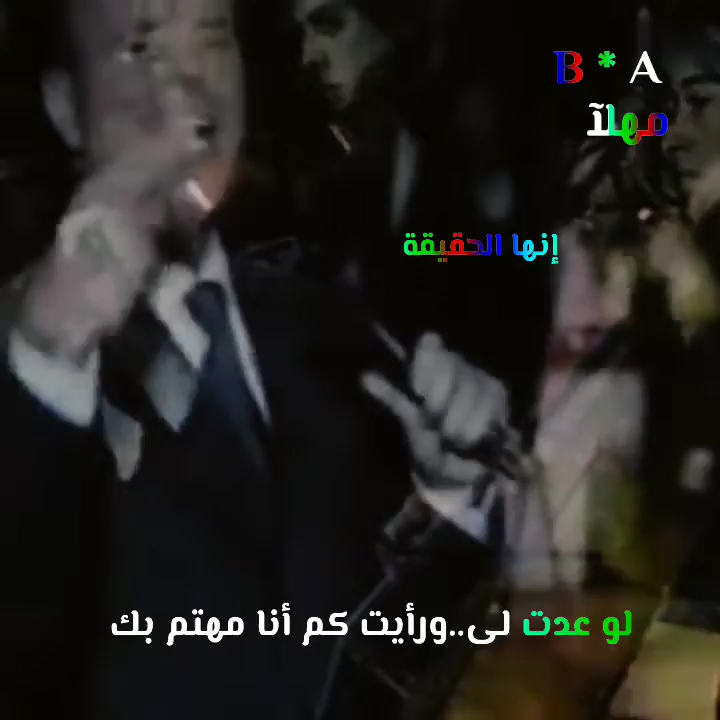 B * A
مهلآ
إنها الحقيقة
لو عدت لى..ورأيت كم أنا مهتم بك